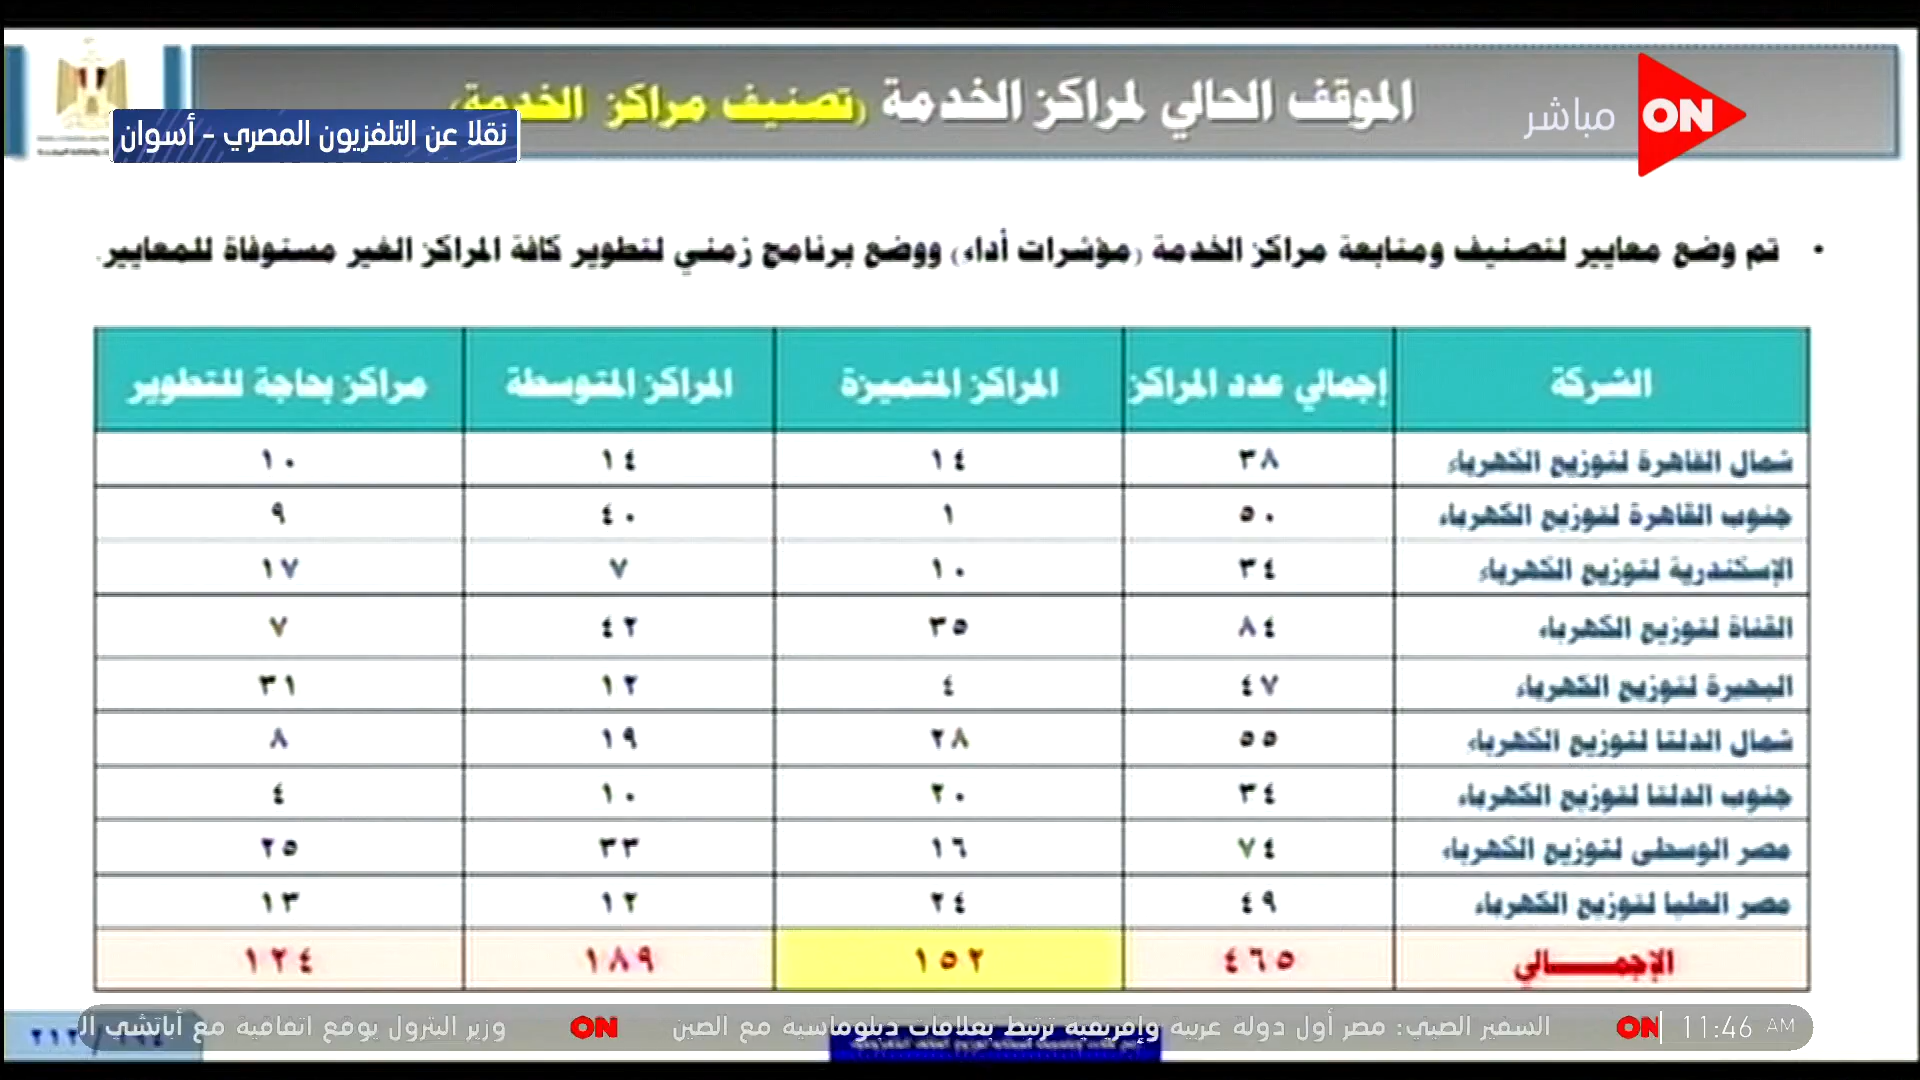 الموقف الحالي لمراكز الخدمة (تصنيف مراكز الخدمة)
مباشر ON
نقلا عن التلفزيون المصري - أسوان
• تم وضع معايير لتصنيف ومتابعة مراكز الخدمة (مؤشرات أداء) ووضع برنامج زمني لتطوير كافة المراكز الغير مستوفاة للمعايير.
الشركة إجمالي عدد المراكز المراكز المتميزة المراكز المتوسطة مراكز بحاجة للتطوير
شمال القاهرة لتوزيع الكهرباء ٣٨ ١٤ ١٤ ١٠
جنوب القاهرة لتوزيع الكهرباء ٥٠ ١ ٤٠ ٩
الإسكندرية لتوزيع الكهرباء ٣٤ ١٠ ٧ ١٧
القناة لتوزيع الكهرباء ٨٤ ٣٥ ٤٢ ٧
البحيرة لتوزيع الكهرباء ٤٧ ٤ ١٢ ٣١
شمال الدلتا لتوزيع الكهرباء ٥٥ ٢٨ ١٩ ٨
جنوب الدلتا لتوزيع الكهرباء ٣٤ ٢٠ ١٠ ٤
مصر الوسطى لتوزيع الكهرباء ٧٤ ١٦ ٣٣ ٢٥
مصر العليا لتوزيع الكهرباء ٤٩ ٢٤ ١٢ ١٣
الإجمـــــالي ٤٦٥ ١٥٢ ١٨٩ ١٢٤
11:46 AM ON السفير الصيني: مصر أول دولة عربية وإفريقية ترتبط بعلاقات دبلوماسية مع الصين ON وزير البترول يوقع اتفاقية مع أباتشي ال